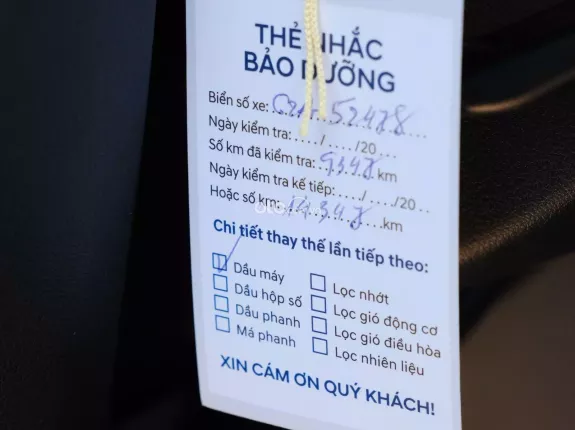 THẺ NHẮC
BẢO DƯỠNG
Biển số xe: 52478
Ngày kiểm tra: ..../..../20...
Số km đã kiểm tra: 9348 km
Ngày kiểm tra kế tiếp: ..../..../20..
Hoặc số km: 14.348 km
Chi tiết thay thế lần tiếp theo:
Dầu máy Lọc nhớt
Dầu hộp số Lọc gió động cơ
Dầu phanh Lọc gió điều hòa
Má phanh Lọc nhiên liệu
XIN CÁM ƠN QUÝ KHÁCH!